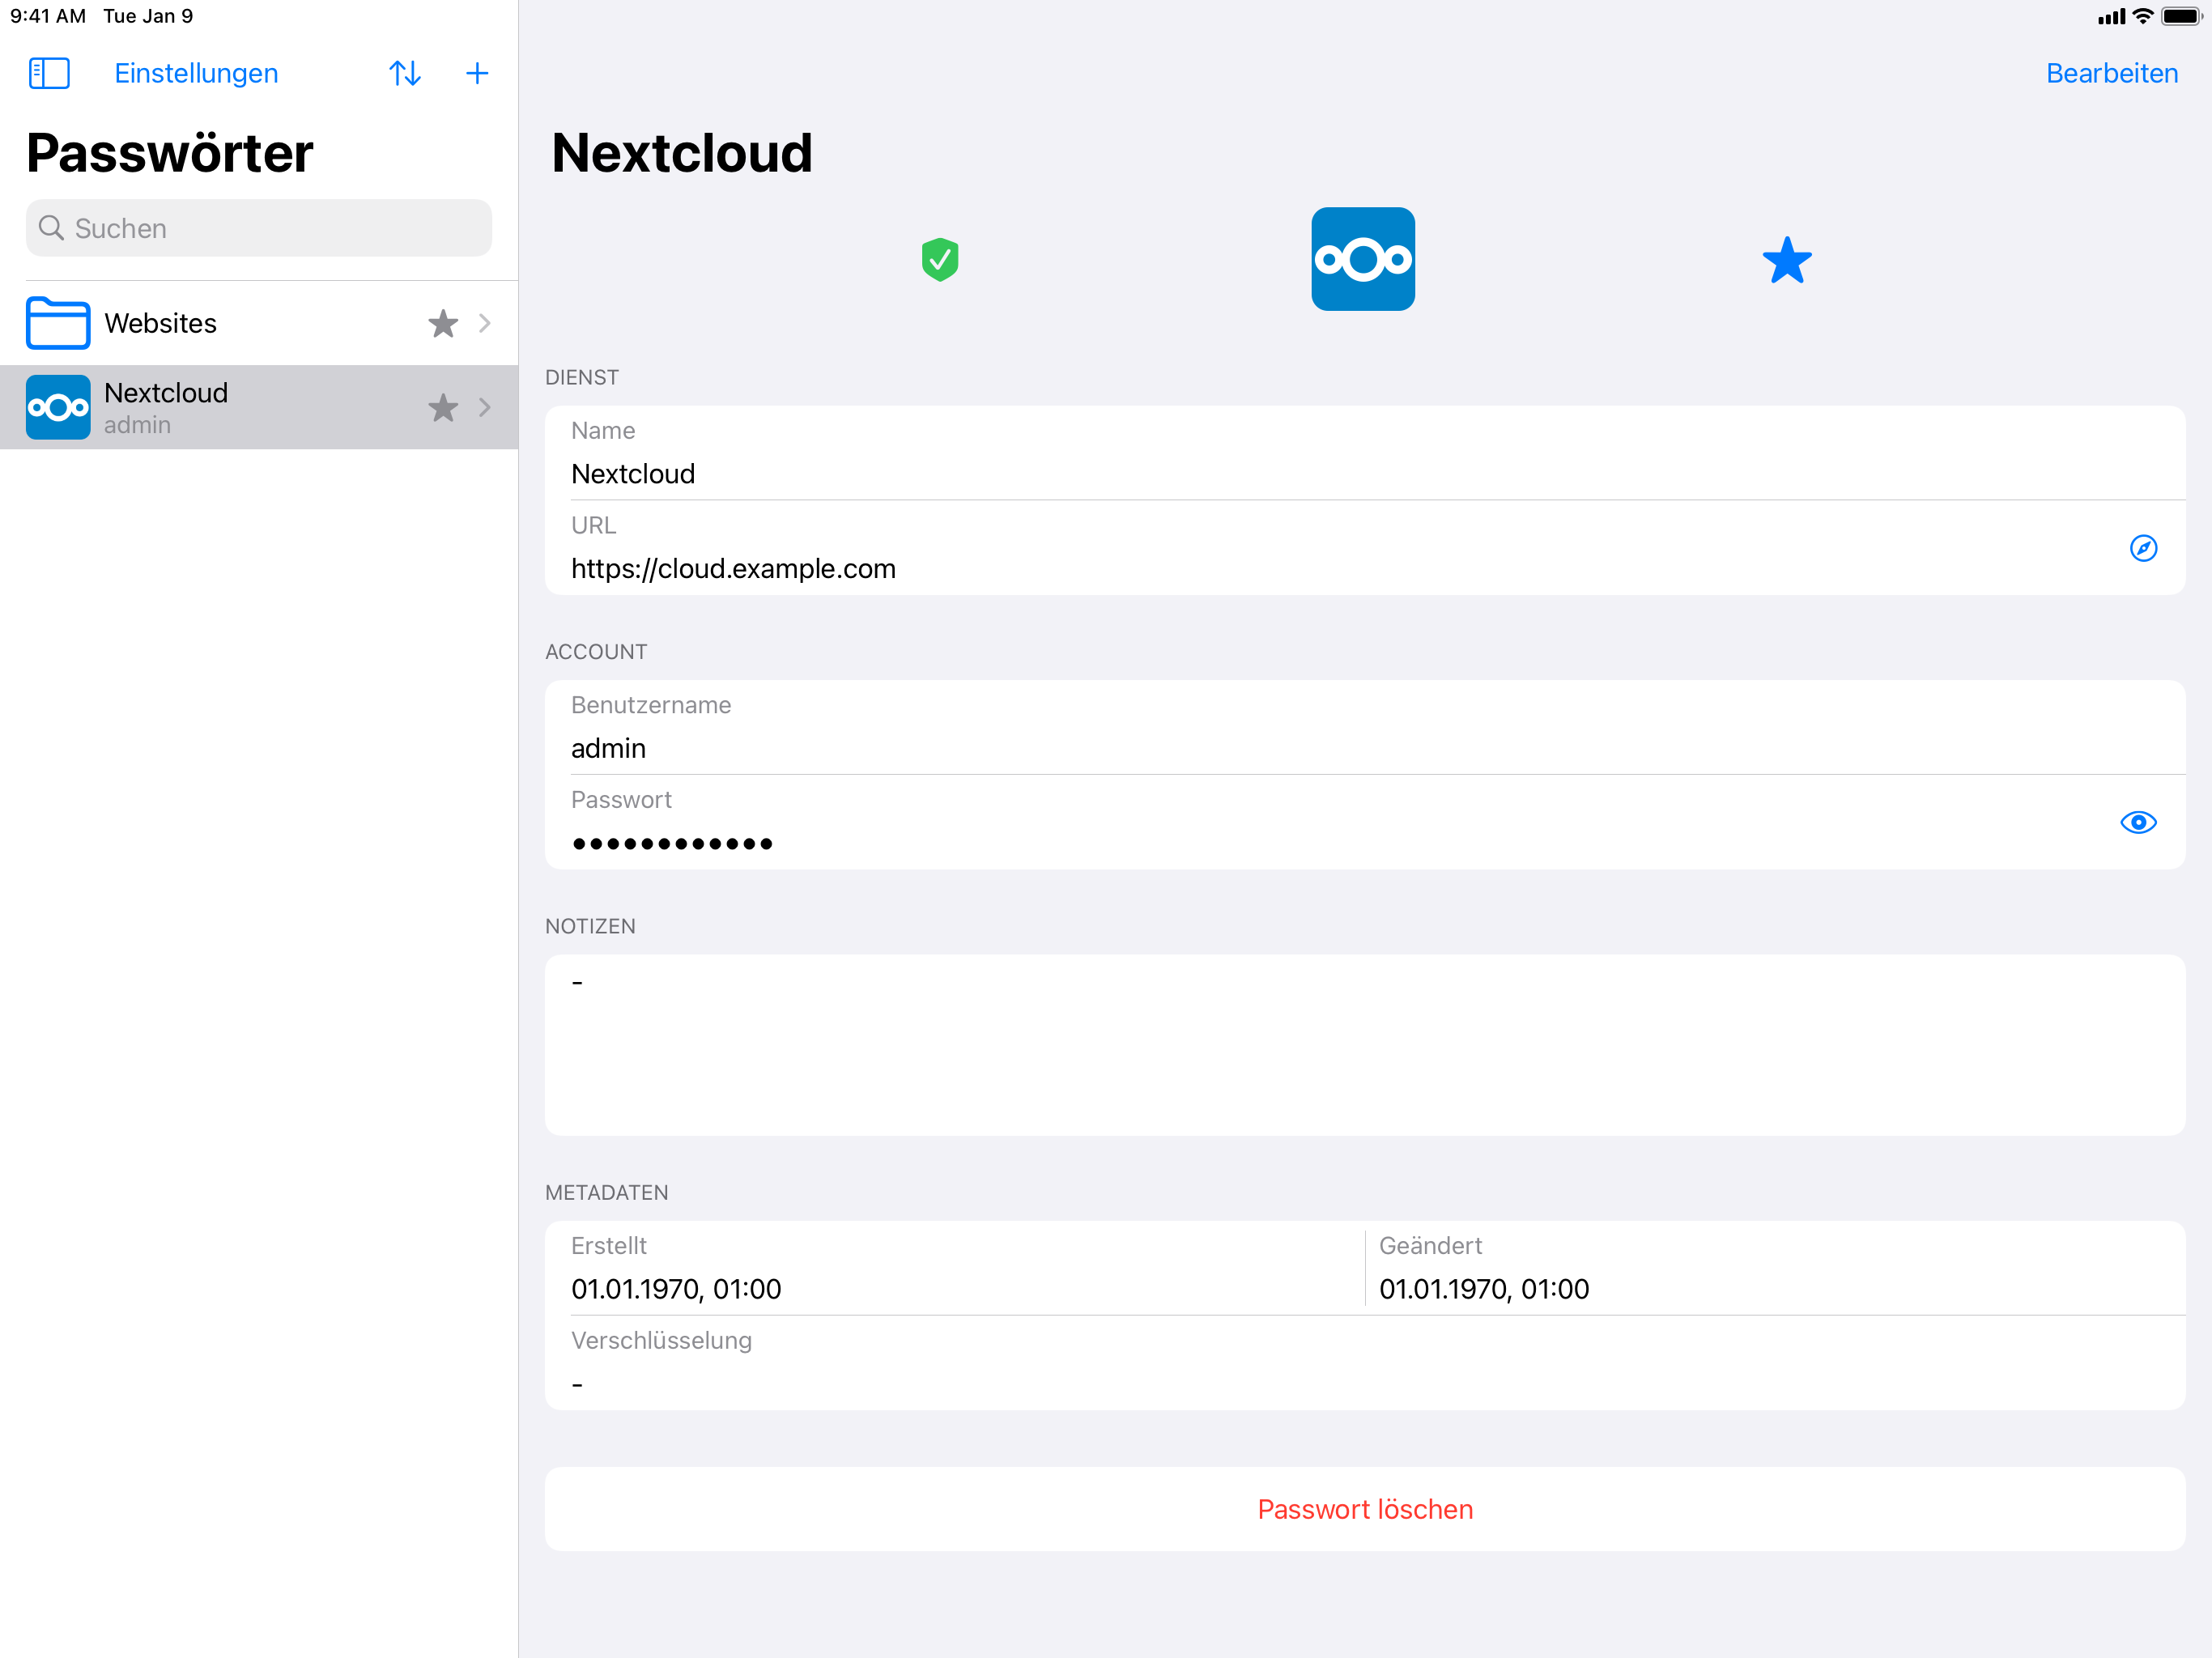 9:41 AM Tue Jan 9
Einstellungen
Passwörter
Suchen
Websites
Nextcloud
admin
Bearbeiten
Nextcloud
DIENST
Name
Nextcloud
URL
https://cloud.example.com
ACCOUNT
Benutzername
admin
Passwort
••••••••••••
NOTIZEN
-
METADATEN
Erstellt
01.01.1970, 01:00
Geändert
01.01.1970, 01:00
Verschlüsselung
-
Passwort löschen